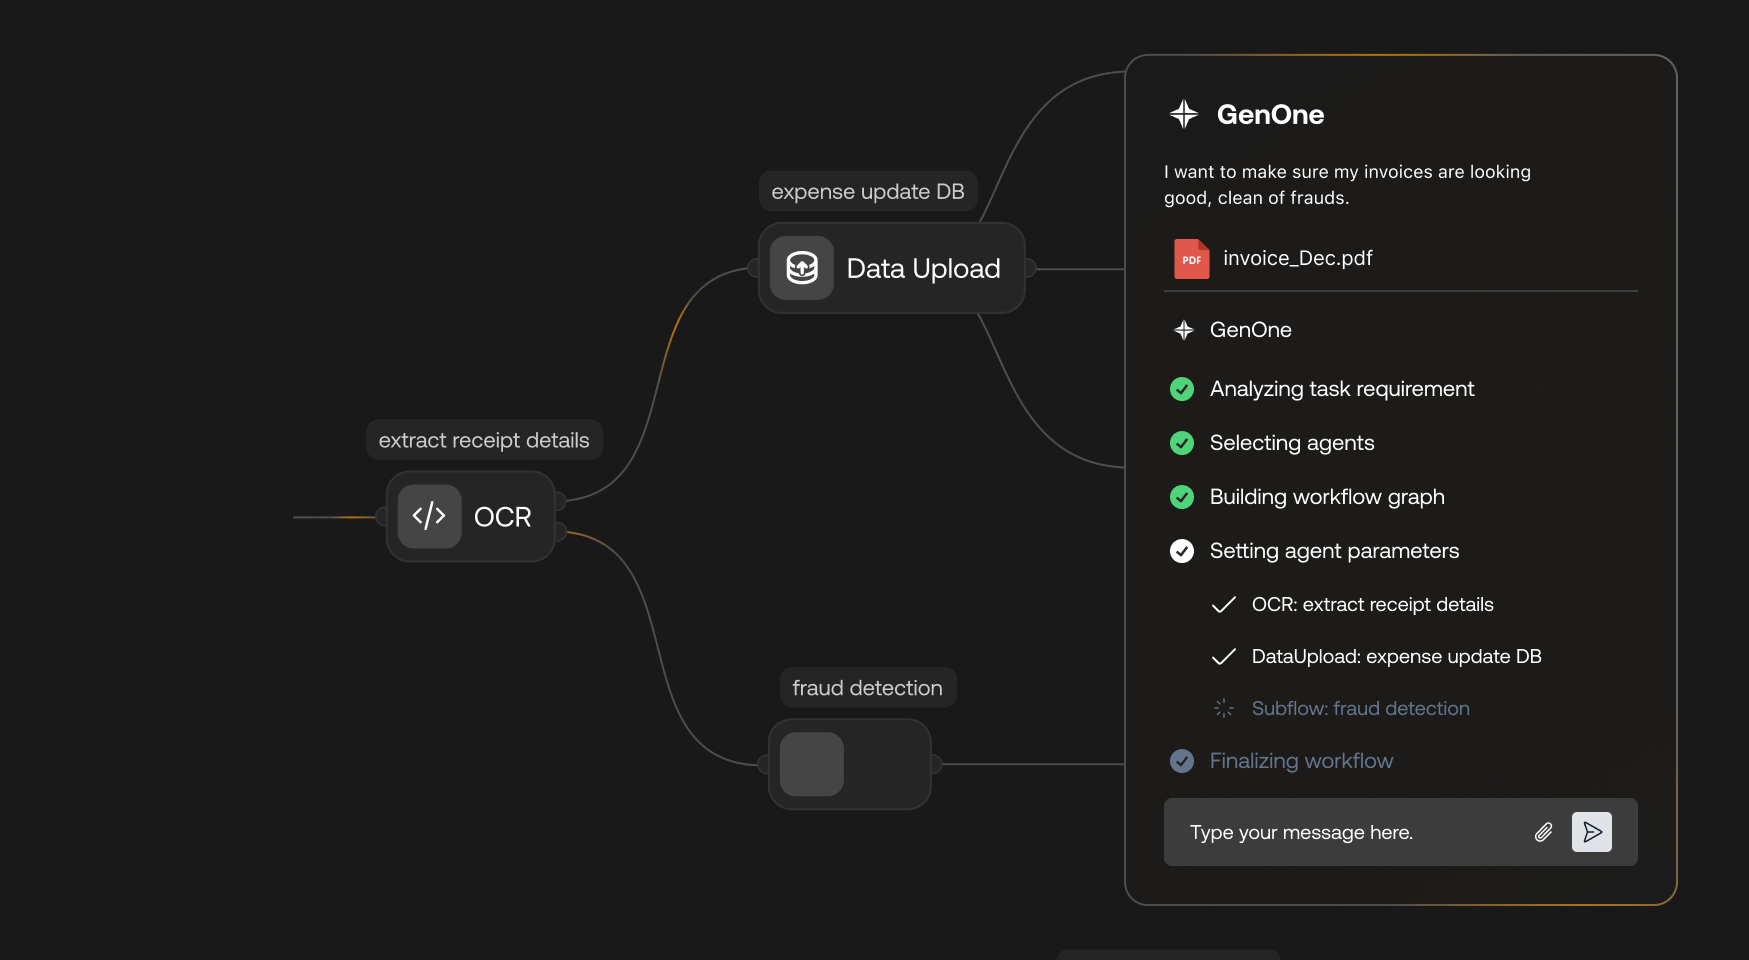 expense update DB
Data Upload
extract receipt details
OCR
fraud detection
GenOne
I want to make sure my invoices are looking
good, clean of frauds.
PDF
invoice_Dec.pdf
GenOne
Analyzing task requirement
Selecting agents
Building workflow graph
Setting agent parameters
OCR: extract receipt details
DataUpload: expense update DB
Subflow: fraud detection
Finalizing workflow
Type your message here.